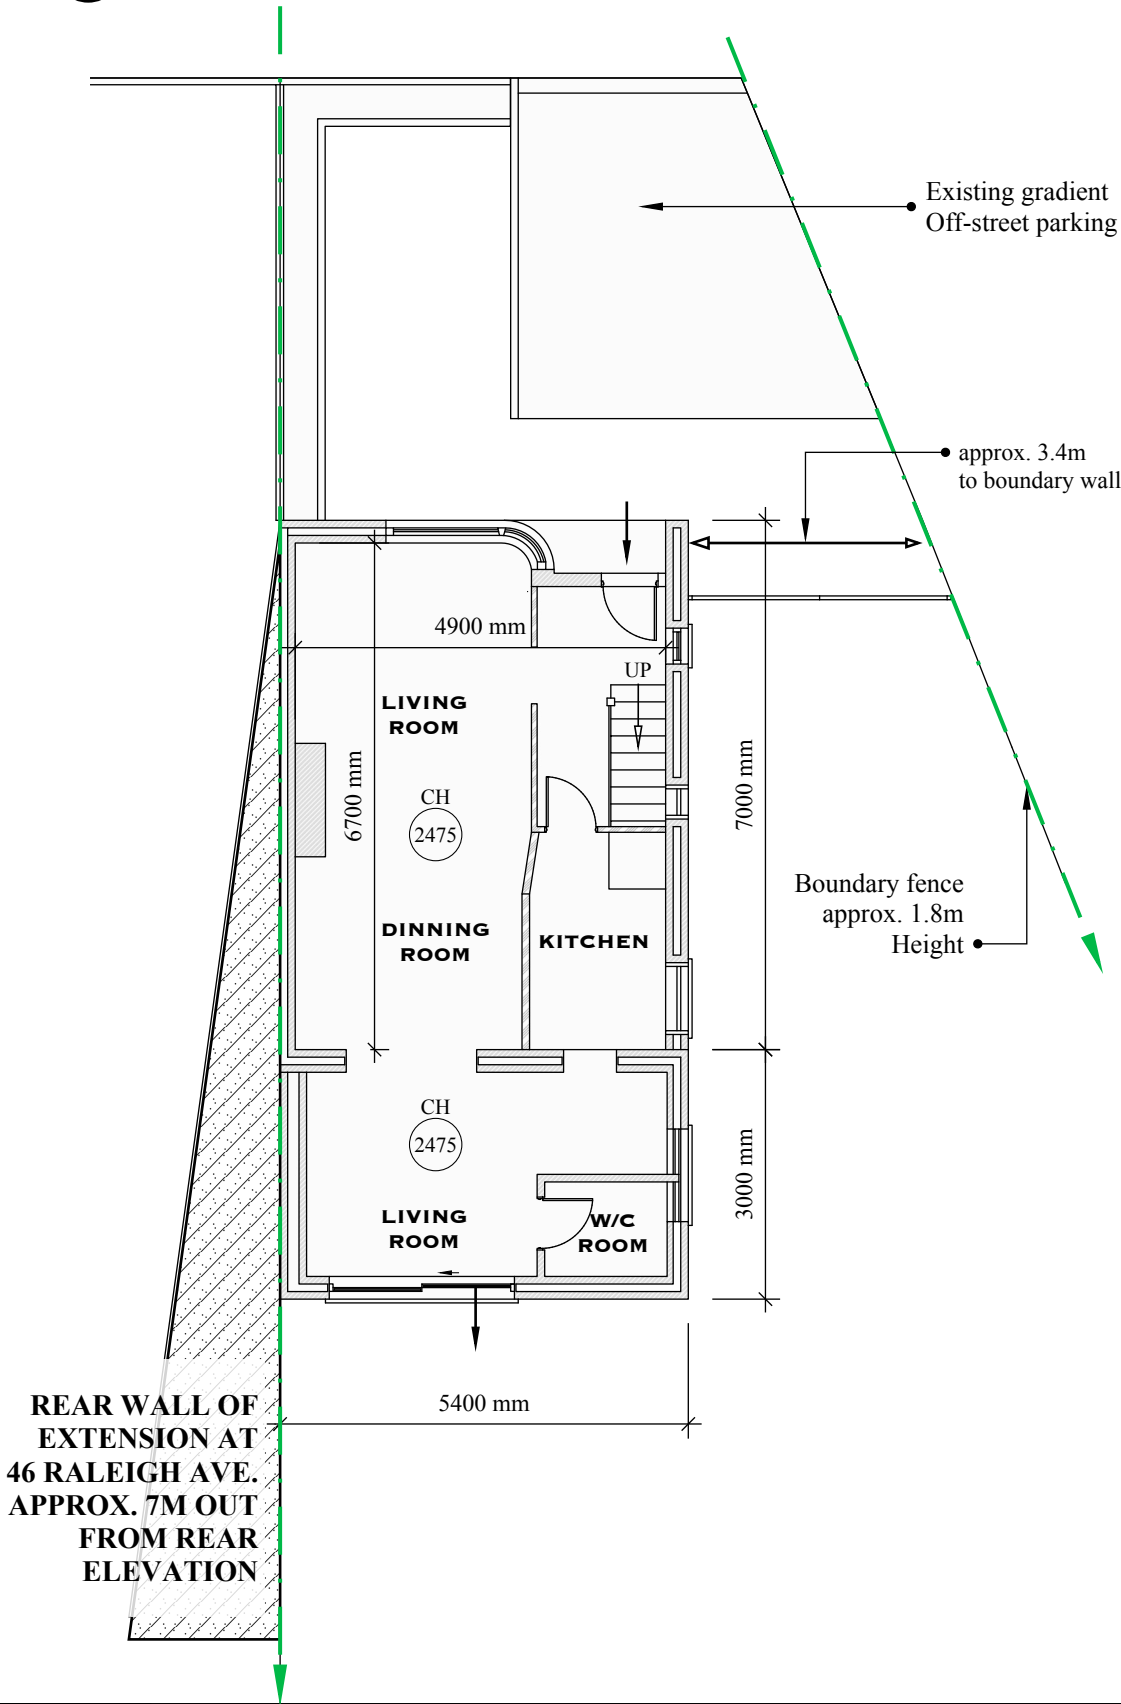 Existing gradient
Off-street parking
approx. 3.4m
to boundary wall
4900 mm
UP
LIVING
ROOM
6700 mm
CH
2475
7000 mm
Boundary fence
approx. 1.8m
Height
DINNING
ROOM
KITCHEN
CH
2475
3000 mm
LIVING
ROOM
W/C
ROOM
5400 mm
REAR WALL OF
EXTENSION AT
46 RALEIGH AVE.
APPROX. 7M OUT
FROM REAR
ELEVATION